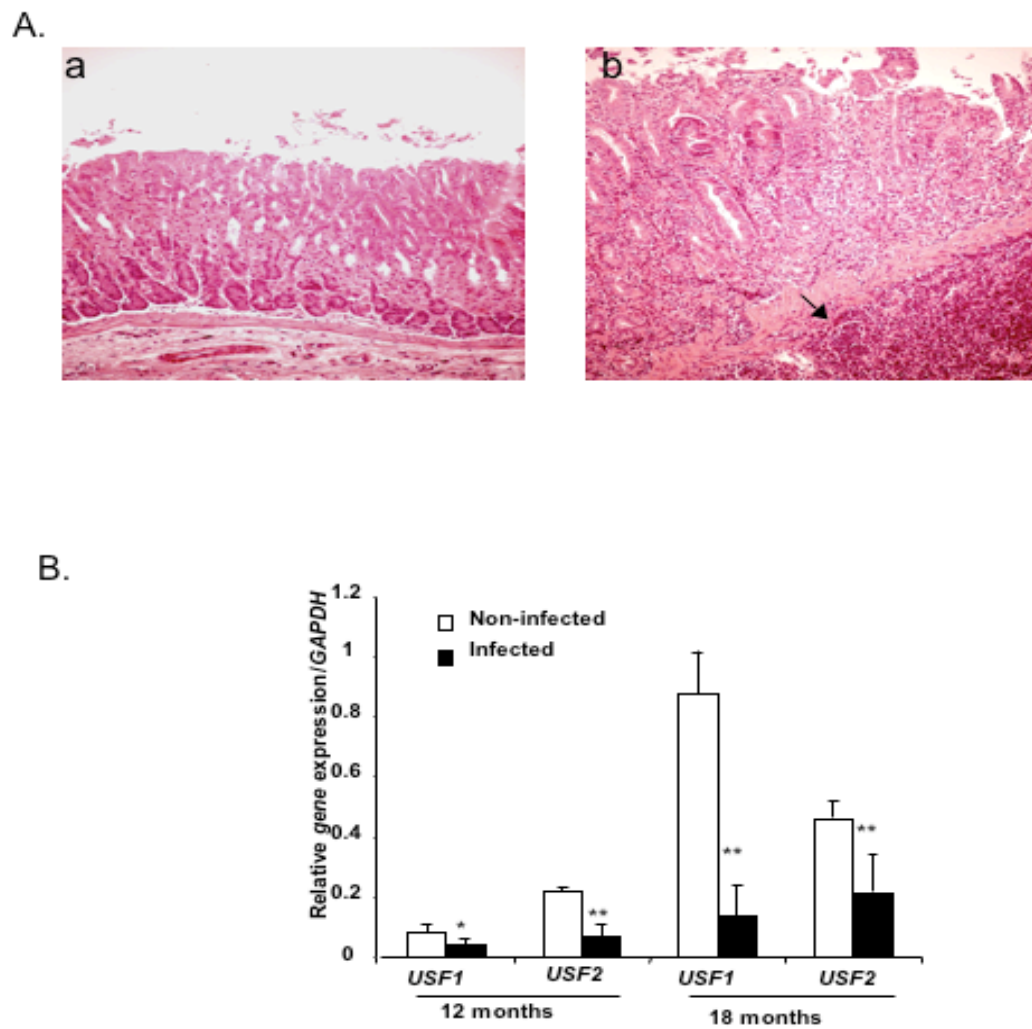 A.
a
b
B.
Relative gene expression/GAPDH
1.2
1
0.8
0.6
0.4
0.2
0
Non-infected
Infected
*
**
**
**
USF1
USF2
USF1
USF2
12 months
18 months